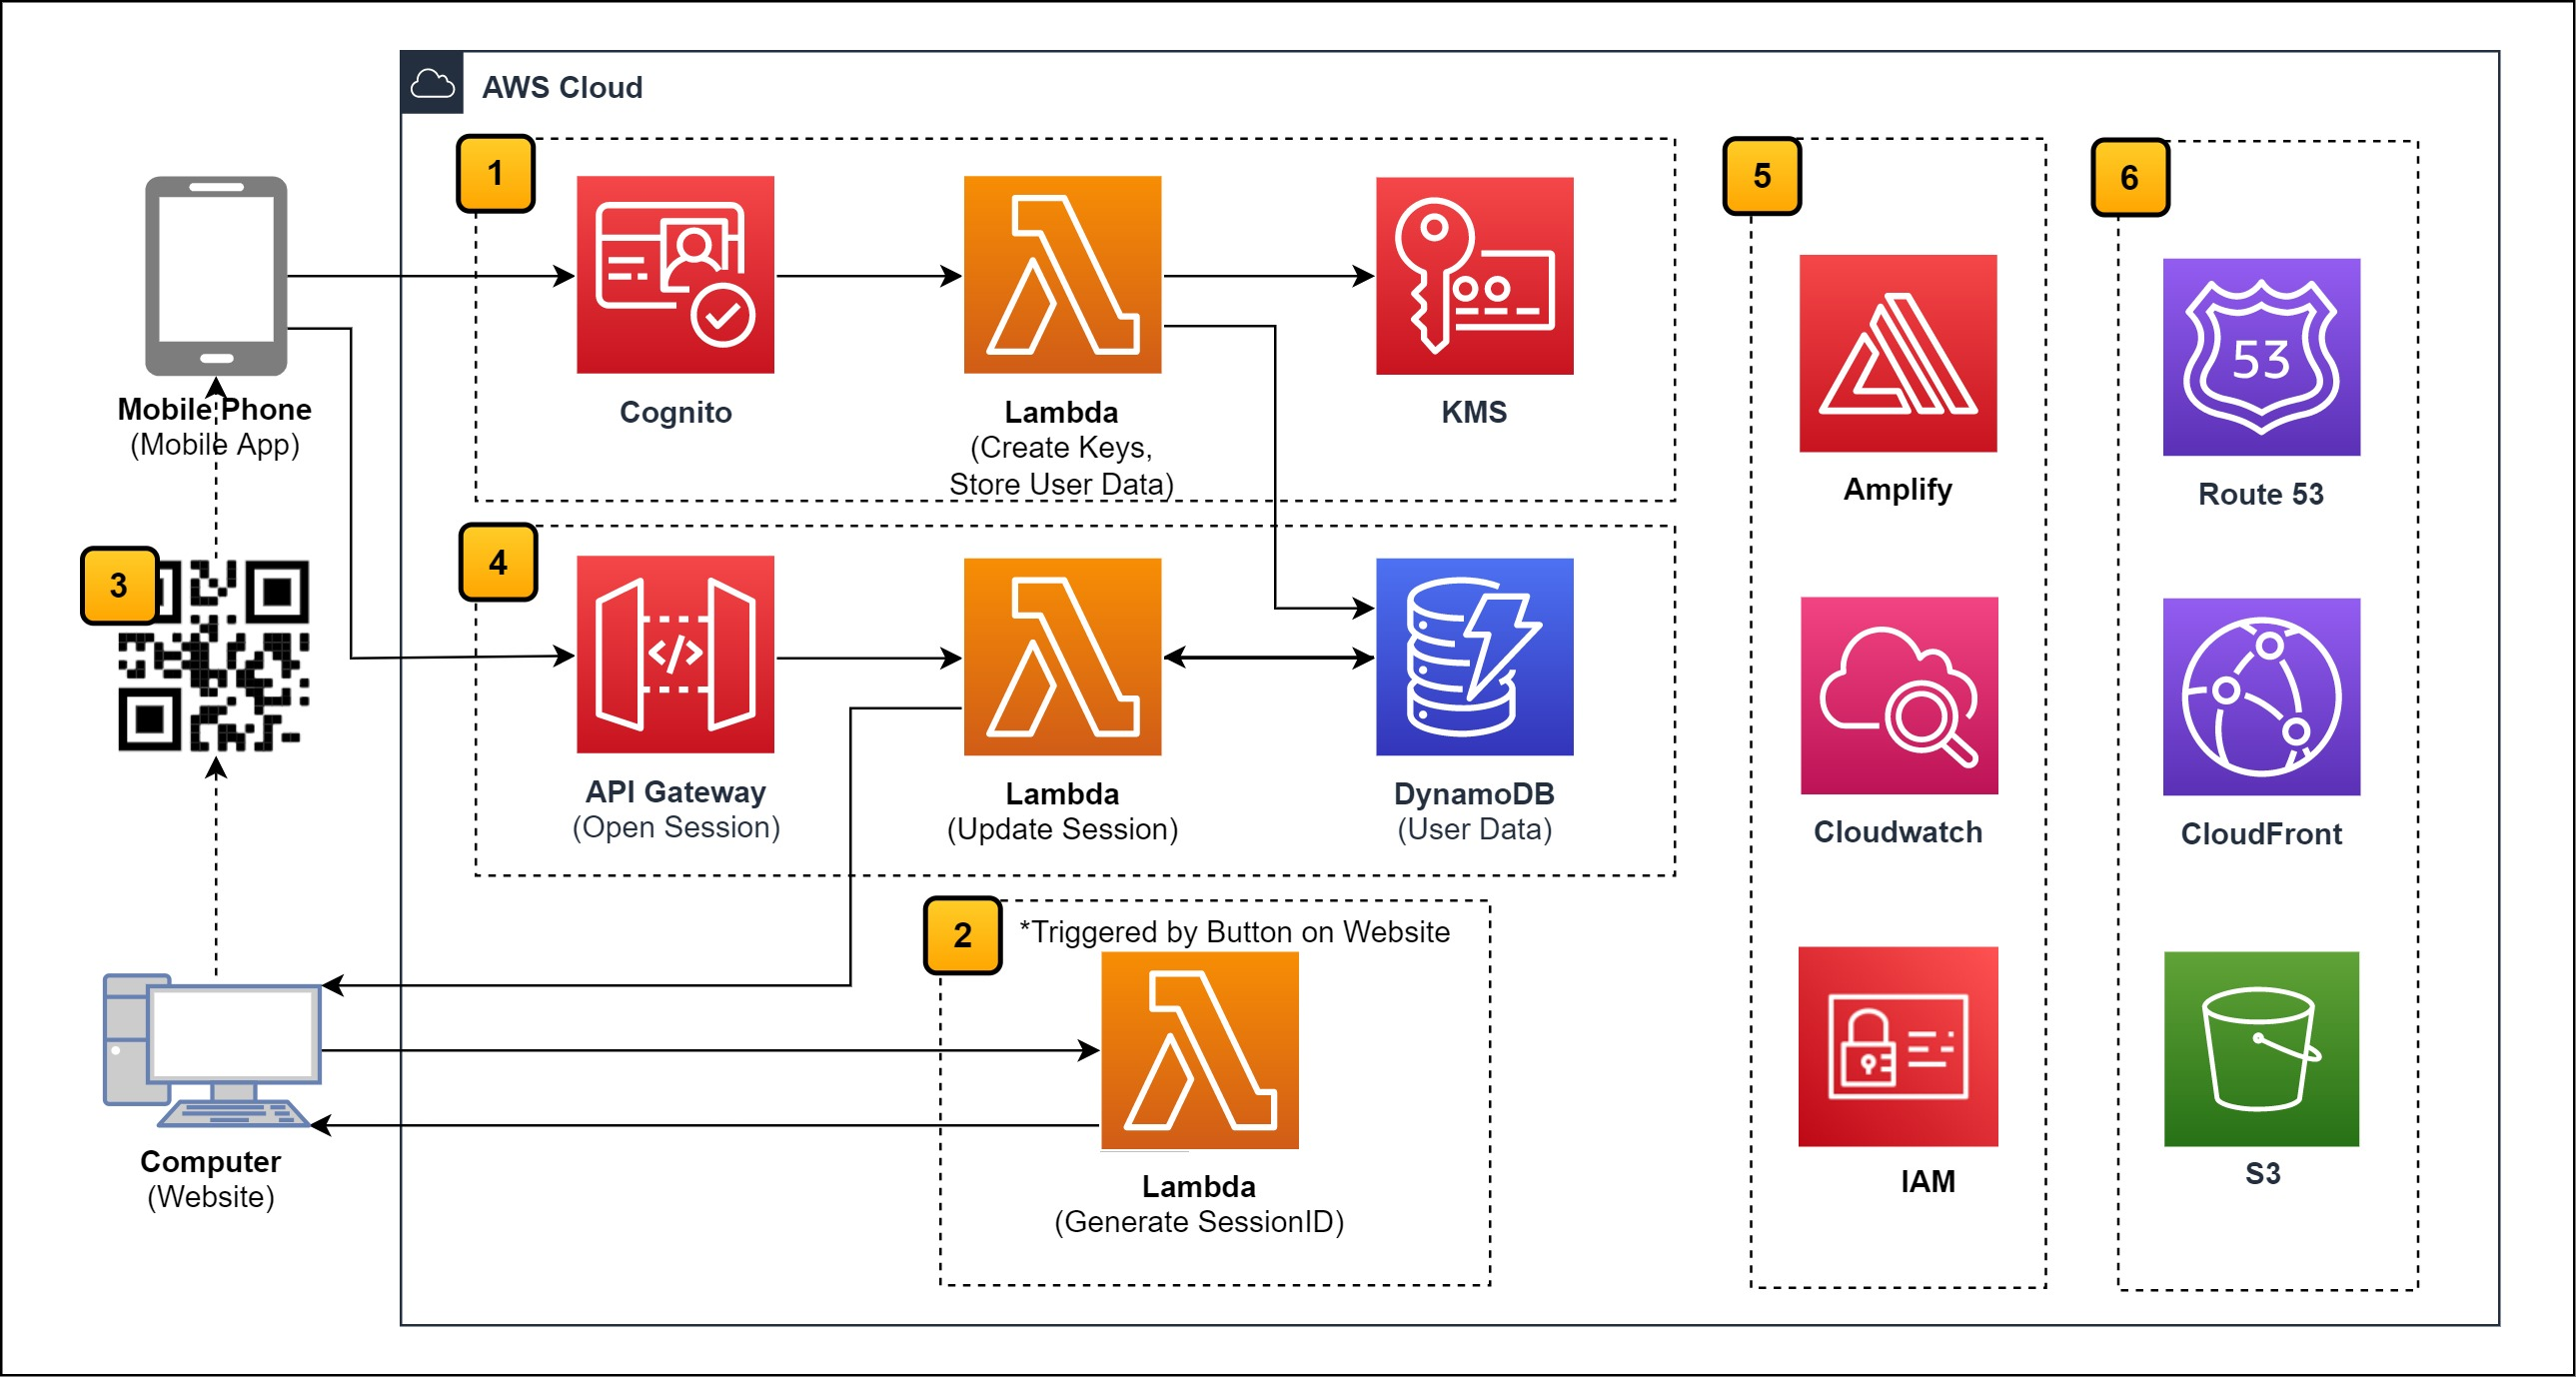 AWS Cloud
1
Cognito
Lambda
(Create Keys,
Store User Data)
KMS
Mobile Phone
(Mobile App)
3
4
API Gateway
(Open Session)
Lambda
(Update Session)
DynamoDB
(User Data)
2
*Triggered by Button on Website
Lambda
(Generate SessionID)
Computer
(Website)
5
Amplify
Cloudwatch
IAM
6
53
Route 53
CloudFront
S3